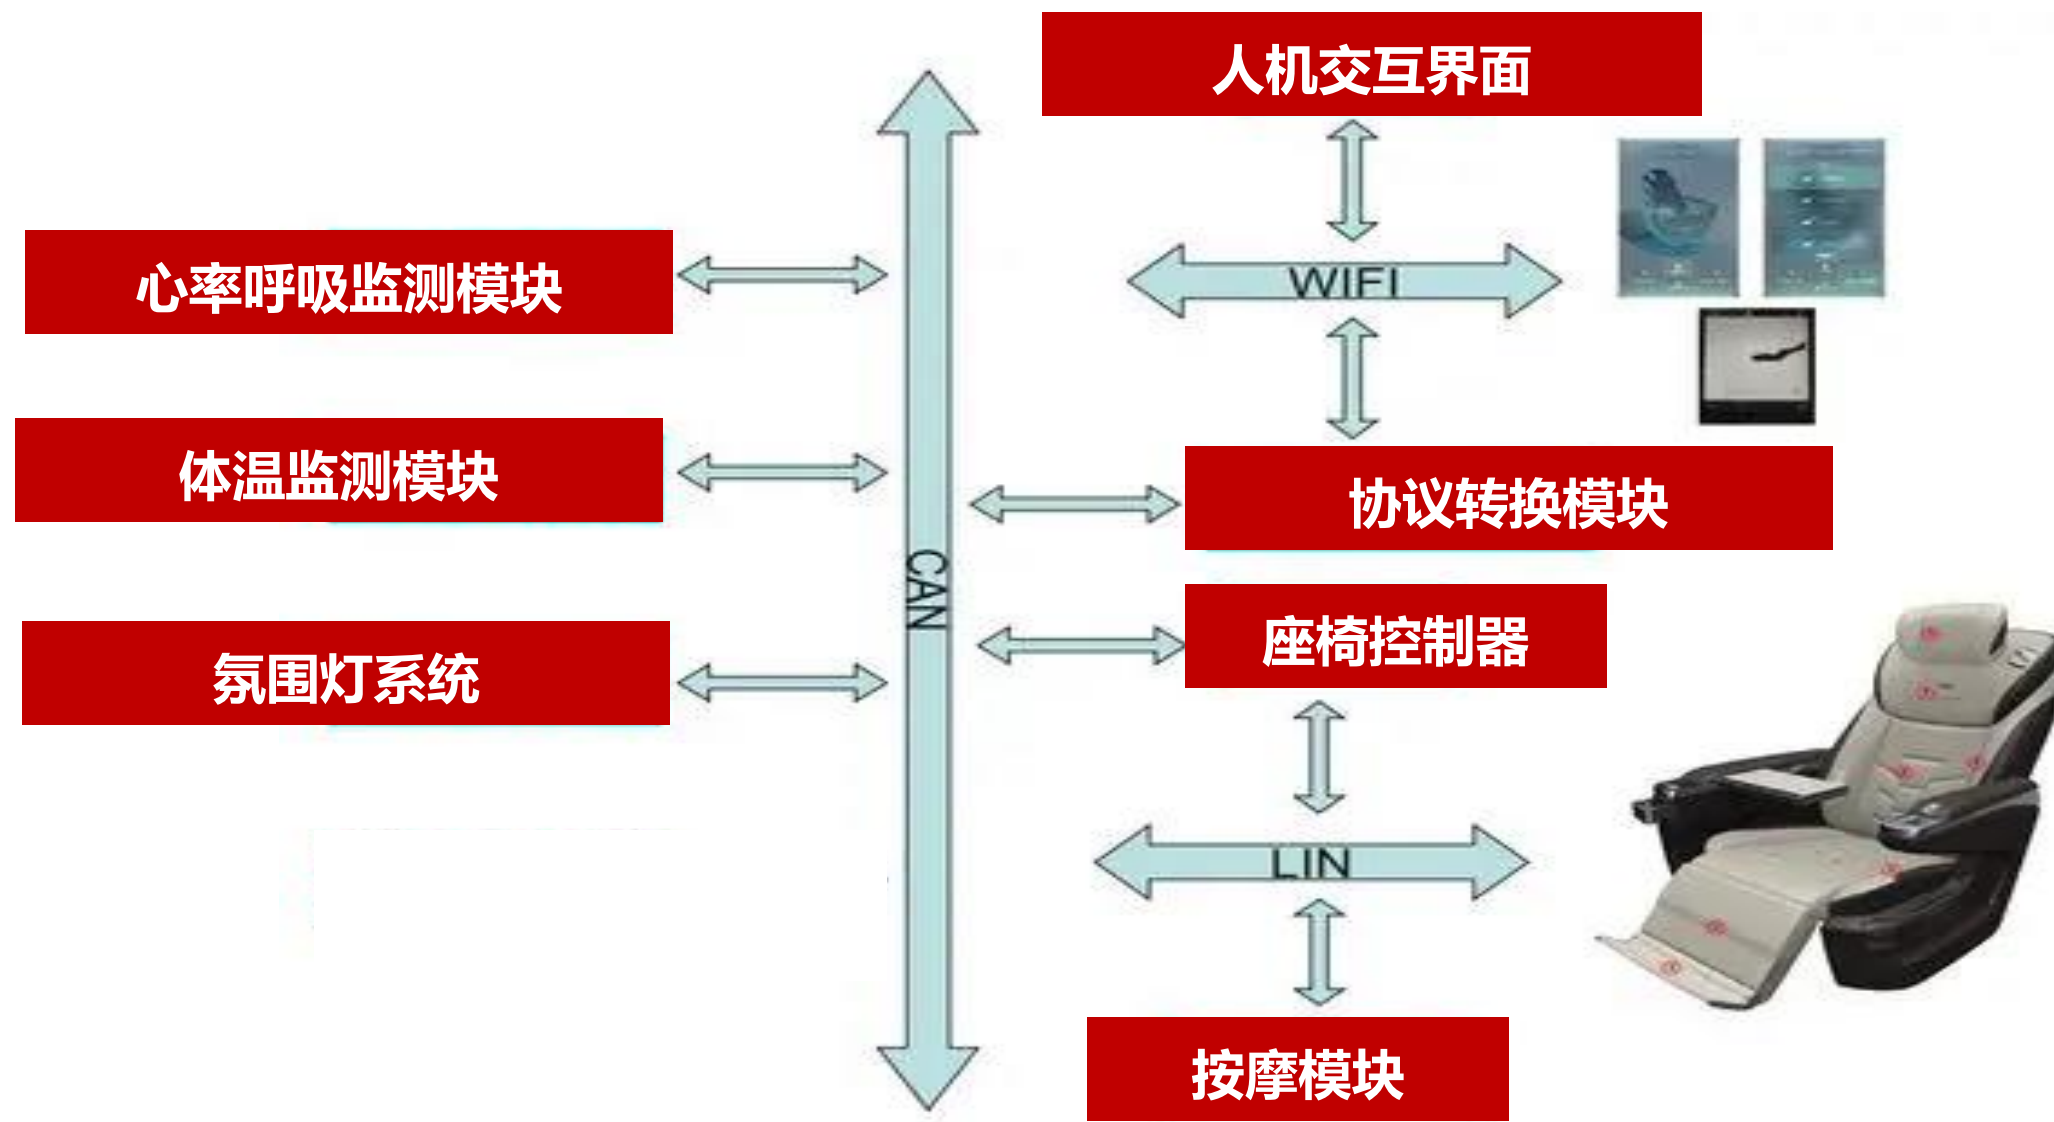 人机交互界面
心率呼吸监测模块
WIFI
体温监测模块
协议转换模块
CAN
座椅控制器
氛围灯系统
LIN
按摩模块